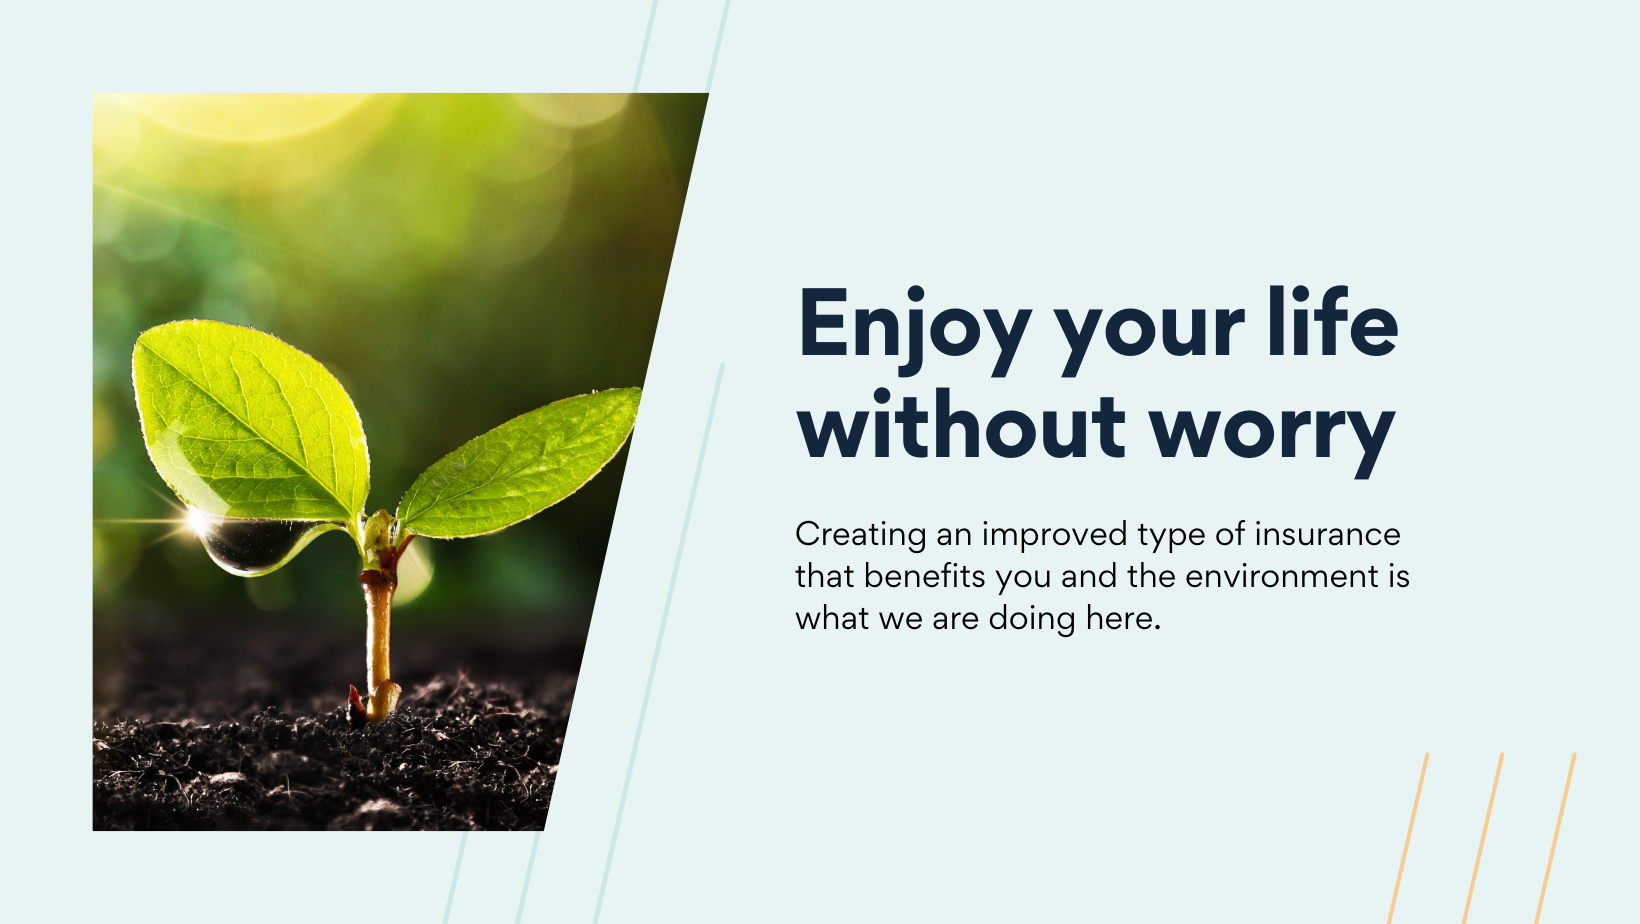 Enjoy your life
without worry
Creating an improved type of insurance
that benefits you and the environment is
what we are doing here.